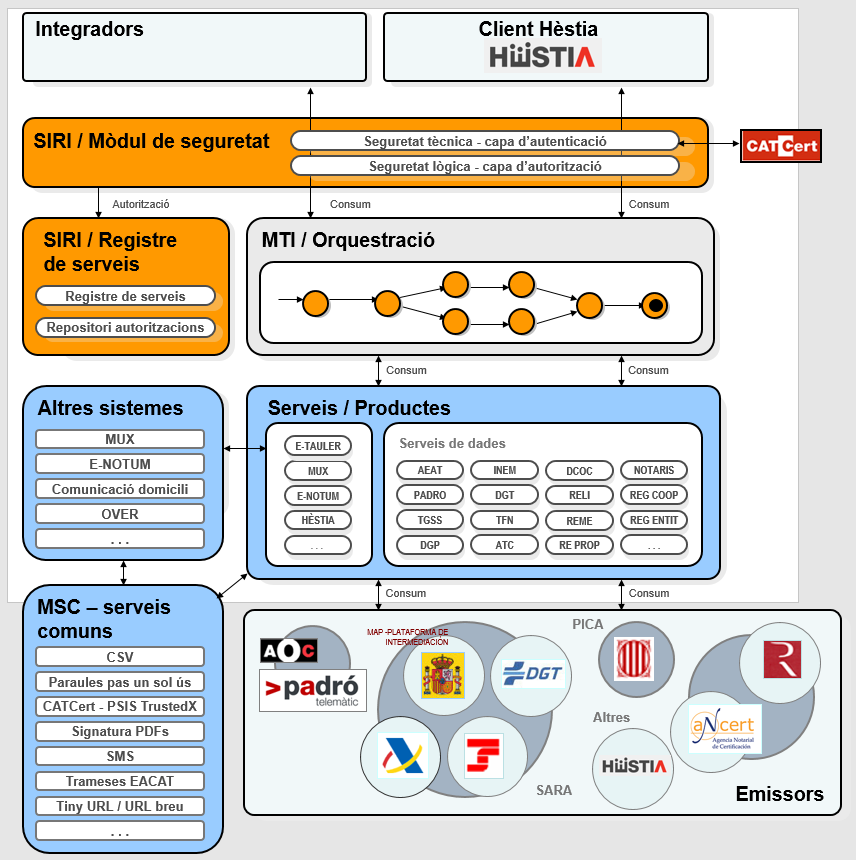 Integradors
Client Hèstia
HËSTIA
SIRI / Mòdul de seguretat
Seguretat tècnica - capa d'autenticació
Seguretat lògica - capa d'autorització
CATCert
Autorització
Consum
Consum
SIRI / Registre
de serveis
Registre de serveis
Repositori autoritzacions
MTI / Orquestració
Consum
Consum
Altres sistemes
MUX
E-NOTUM
Comunicació domicili
OVER
. . .
Serveis / Productes
E-TAULER
MUX
E-NOTUM
HÈSTIA
. . .
Serveis de dades
AEAT
INEM
DCOC
NOTARIS
PADRO
DGT
RELI
REG COOP
TGSS
TFN
REME
REG ENTIT
DGP
ATC
RE PROP
. . .
Consum
Consum
MSC – serveis
comuns
CSV
Paraules pas un sol ús
CATCert - PSIS TrustedX
Signatura PDFs
SMS
Trameses EACAT
Tiny URL / URL breu
. . .
AOC
>padró
telemàtic
MAP -PLATAFORMA DE
INTERMEDIACIÓN
DGT
SARA
PICA
Altres
HËSTIA
R
aNcert
Agencia Notarial
de Certificación
Emissors